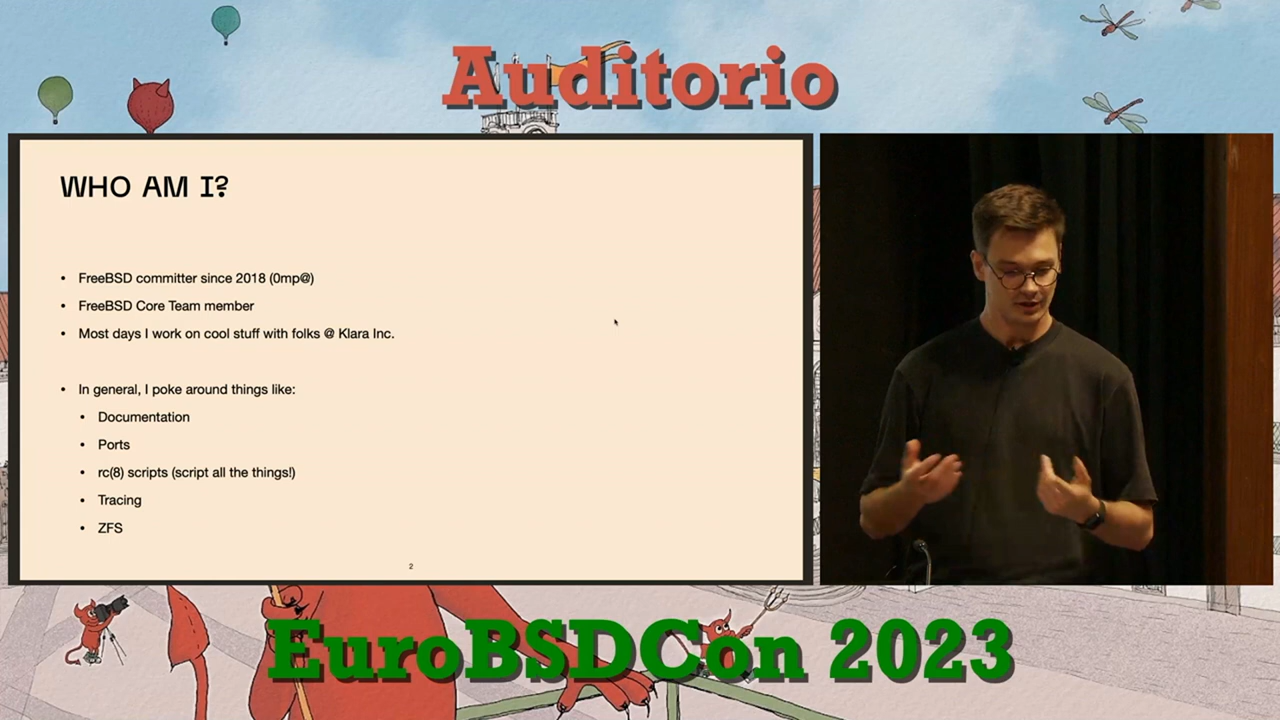 Auditorio
WHO AM I?
• FreeBSD committer since 2018 (0mp@)
• FreeBSD Core Team member
• Most days I work on cool stuff with folks @ Klara Inc.
• In general, I poke around things like:
• Documentation
• Ports
• rc(8) scripts (script all the things!)
• Tracing
• ZFS
2
EuroBSDCon 2023